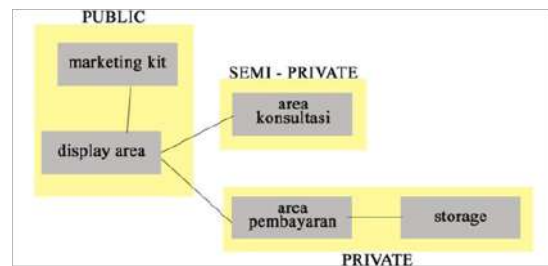 PUBLIC
marketing kit
display area
SEMI - PRIVATE
area
konsultasi
area
pembayaran
storage
PRIVATE